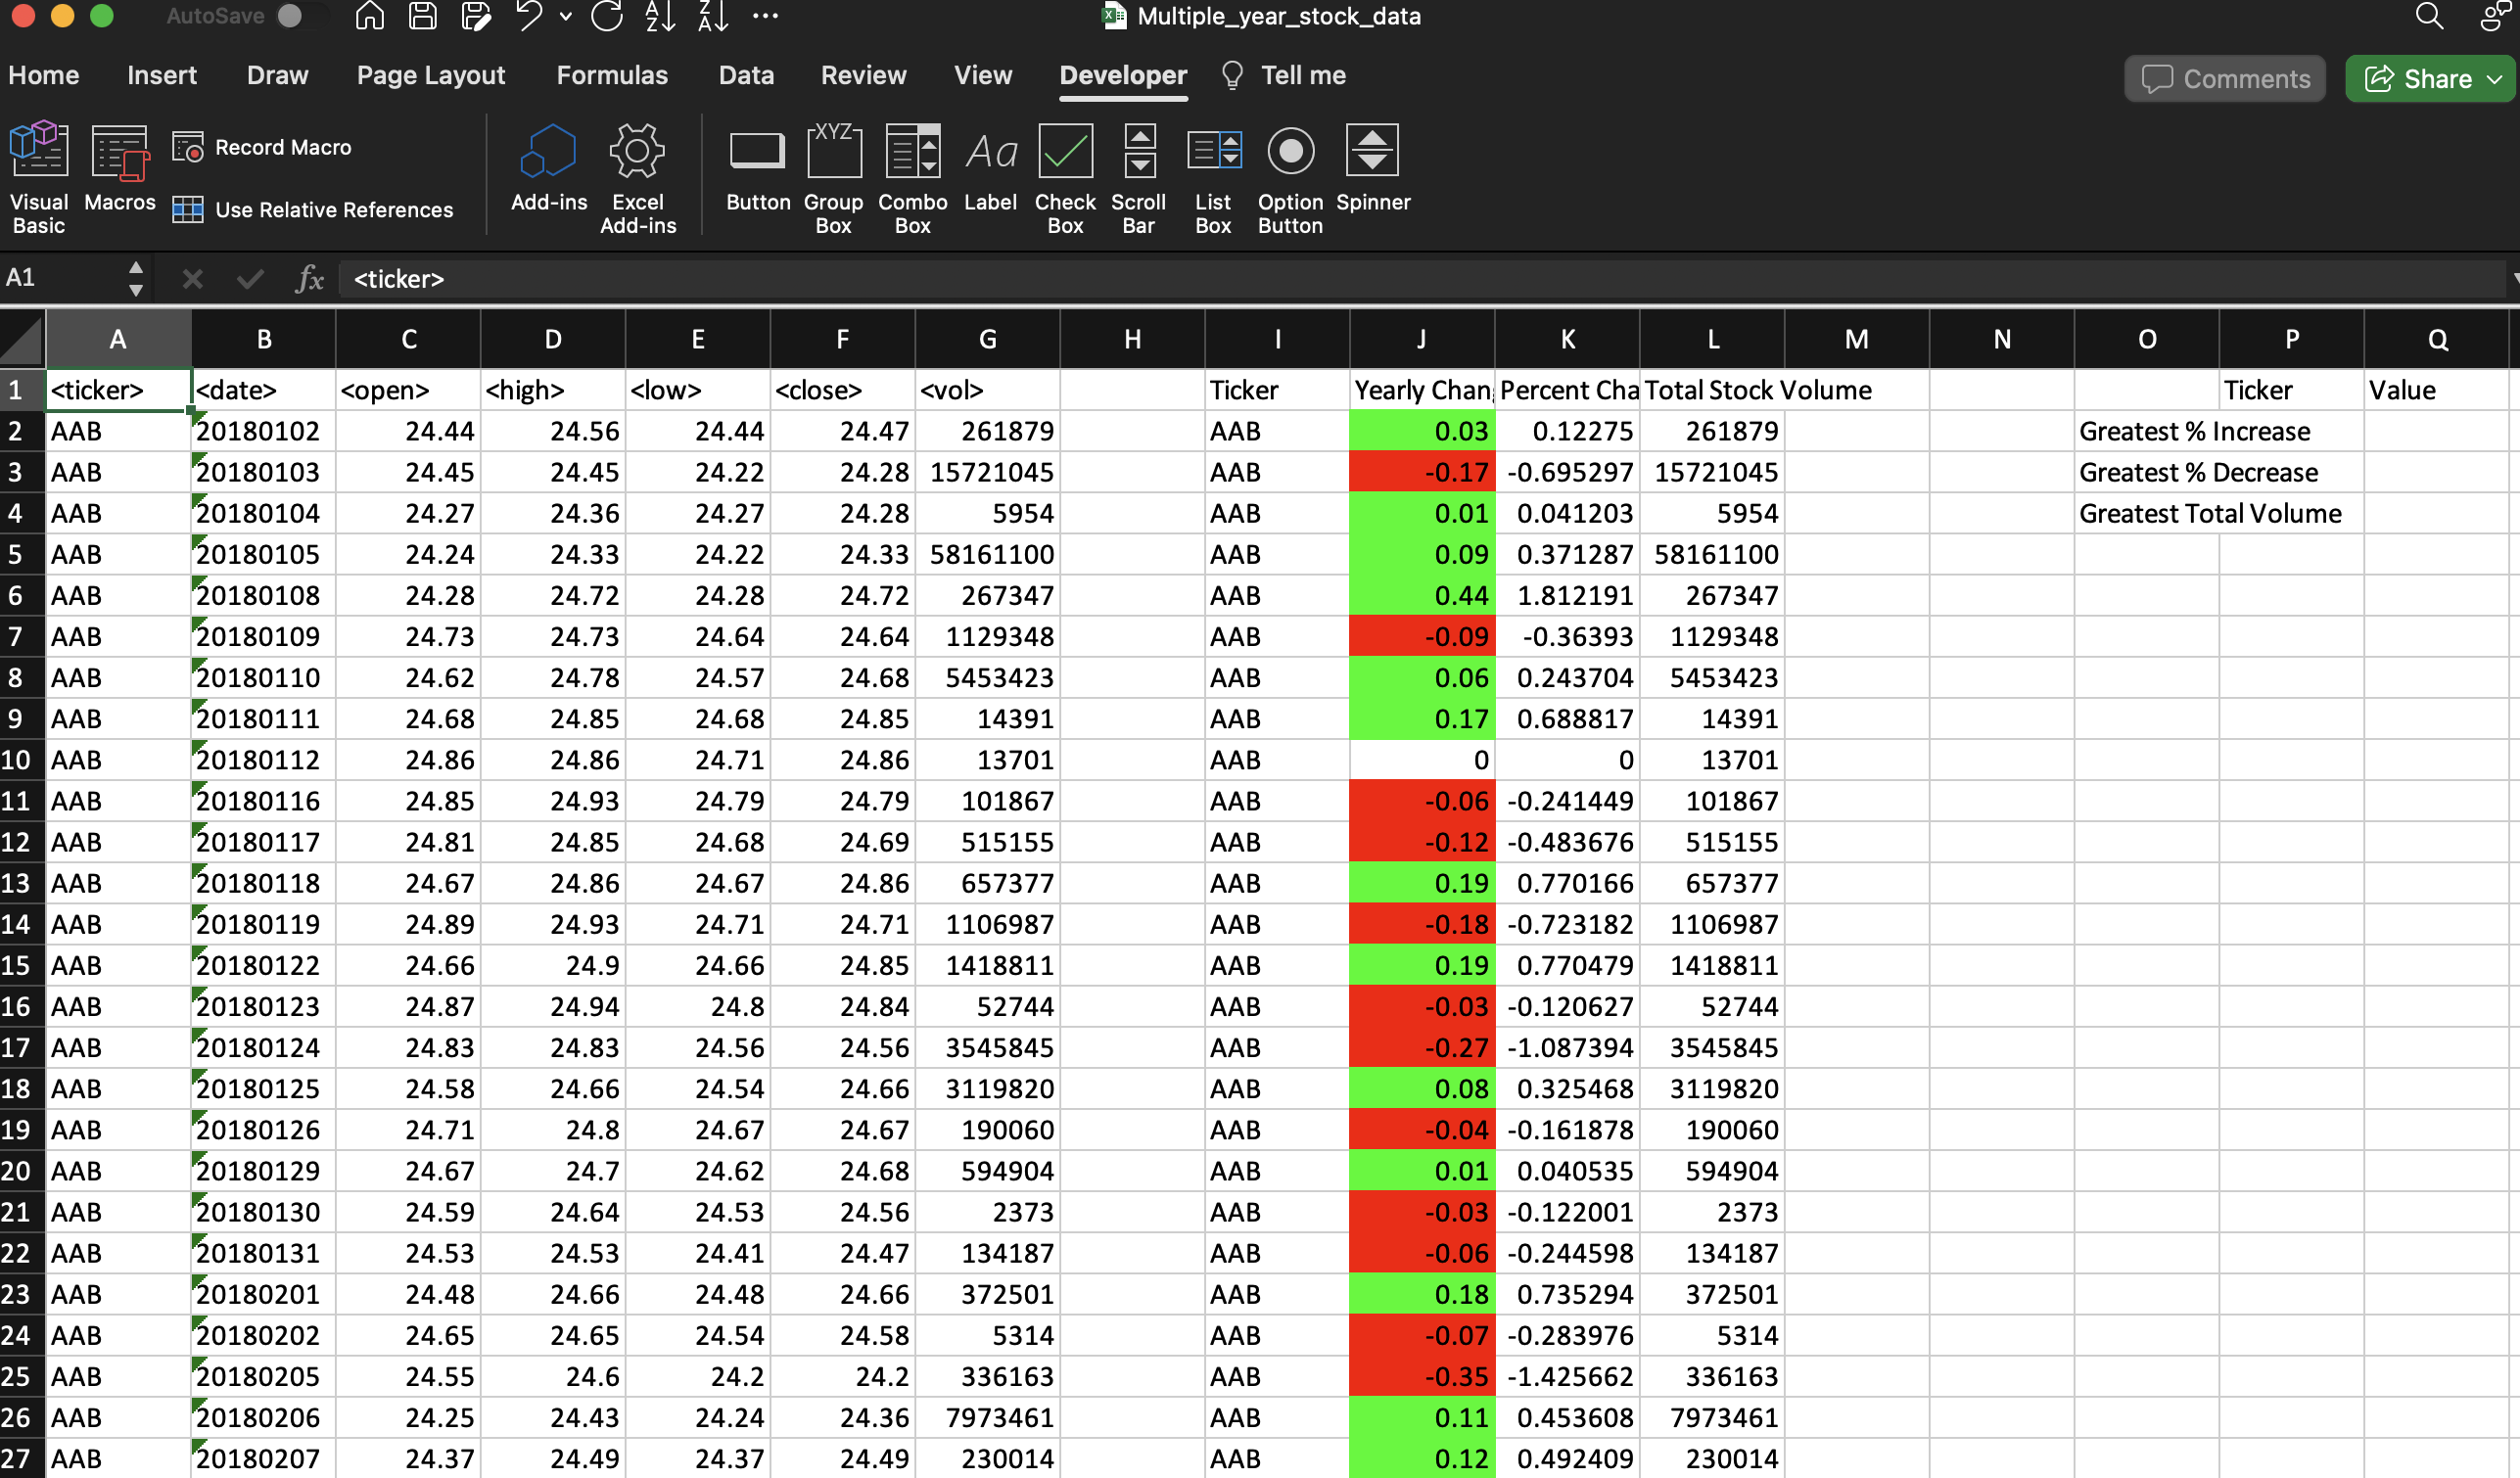 AutoSave Multiple_year_stock_data
Home Insert Draw Page Layout Formulas Data Review View Developer Tell me Comments Share
Visual Basic Macros Record Macro Use Relative References Add-ins Excel Add-ins Button XYZ Group Box Combo Box Aa Label Check Box Scroll Bar List Box Option Button Spinner
A1 fx <ticker>
A B C D E F G H I J K L M N O P Q
1 <ticker> <date> <open> <high> <low> <close> <vol> Ticker Yearly Chan Percent Cha Total Stock Volume Ticker Value
2 AAB 20180102 24.44 24.56 24.44 24.47 261879 AAB 0.03 0.12275 261879 Greatest % Increase
3 AAB 20180103 24.45 24.45 24.22 24.28 15721045 AAB -0.17 -0.695297 15721045 Greatest % Decrease
4 AAB 20180104 24.27 24.36 24.27 24.28 5954 AAB 0.01 0.041203 5954 Greatest Total Volume
5 AAB 20180105 24.24 24.33 24.22 24.33 58161100 AAB 0.09 0.371287 58161100
6 AAB 20180108 24.28 24.72 24.28 24.72 267347 AAB 0.44 1.812191 267347
7 AAB 20180109 24.73 24.73 24.64 24.64 1129348 AAB -0.09 -0.36393 1129348
8 AAB 20180110 24.62 24.78 24.57 24.68 5453423 AAB 0.06 0.243704 5453423
9 AAB 20180111 24.68 24.85 24.68 24.85 14391 AAB 0.17 0.688817 14391
10 AAB 20180112 24.86 24.86 24.71 24.86 13701 AAB 0 0 13701
11 AAB 20180116 24.85 24.93 24.79 24.79 101867 AAB -0.06 -0.241449 101867
12 AAB 20180117 24.81 24.85 24.68 24.69 515155 AAB -0.12 -0.483676 515155
13 AAB 20180118 24.67 24.86 24.67 24.86 657377 AAB 0.19 0.770166 657377
14 AAB 20180119 24.89 24.93 24.71 24.71 1106987 AAB -0.18 -0.723182 1106987
15 AAB 20180122 24.66 24.9 24.66 24.85 1418811 AAB 0.19 0.770479 1418811
16 AAB 20180123 24.87 24.94 24.8 24.84 52744 AAB -0.03 -0.120627 52744
17 AAB 20180124 24.83 24.83 24.56 24.56 3545845 AAB -0.27 -1.087394 3545845
18 AAB 20180125 24.58 24.66 24.54 24.66 3119820 AAB 0.08 0.325468 3119820
19 AAB 20180126 24.71 24.8 24.67 24.67 190060 AAB -0.04 -0.161878 190060
20 AAB 20180129 24.67 24.7 24.62 24.68 594904 AAB 0.01 0.040535 594904
21 AAB 20180130 24.59 24.64 24.53 24.56 2373 AAB -0.03 -0.122001 2373
22 AAB 20180131 24.53 24.53 24.41 24.47 134187 AAB -0.06 -0.244598 134187
23 AAB 20180201 24.48 24.66 24.48 24.66 372501 AAB 0.18 0.735294 372501
24 AAB 20180202 24.65 24.65 24.54 24.58 5314 AAB -0.07 -0.283976 5314
25 AAB 20180205 24.55 24.6 24.2 24.2 336163 AAB -0.35 -1.425662 336163
26 AAB 20180206 24.25 24.43 24.24 24.36 7973461 AAB 0.11 0.453608 7973461
27 AAB 20180207 24.37 24.49 24.37 24.49 230014 AAB 0.12 0.492409 230014